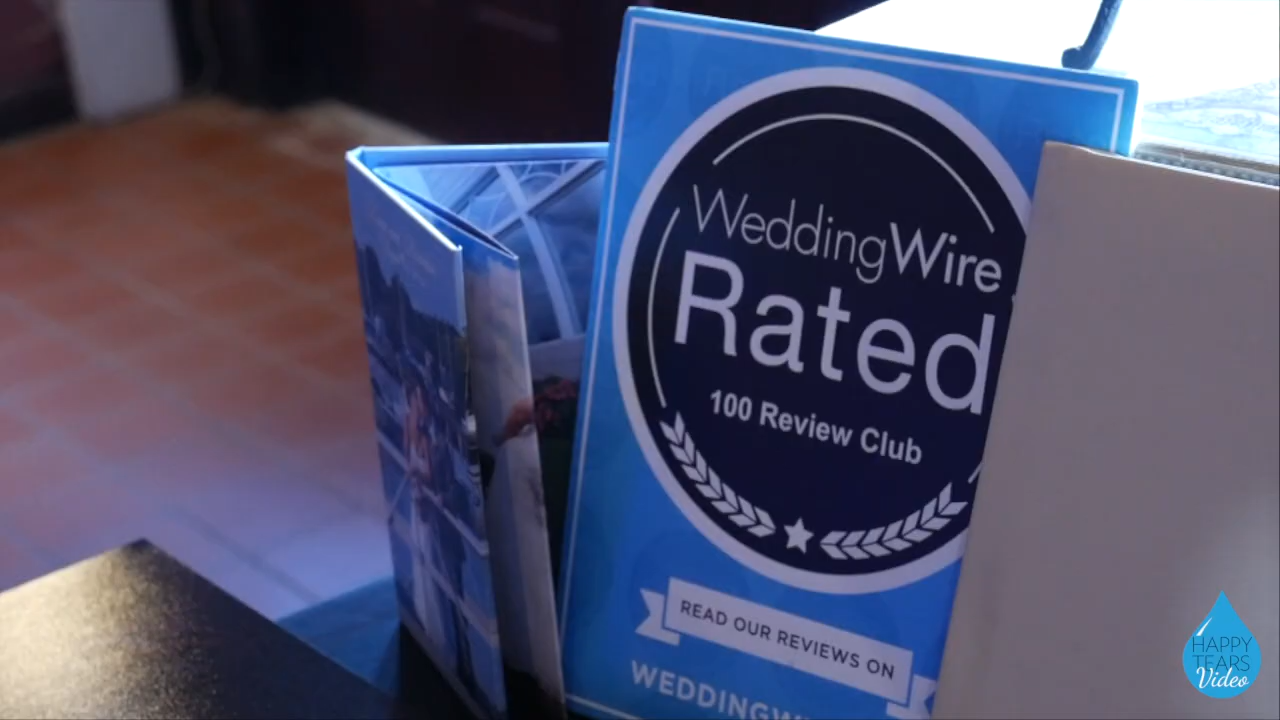 WeddingWire
Rated
100 Review Club
READ OUR REVIEWS ON
HAPPY
TEARS
Video